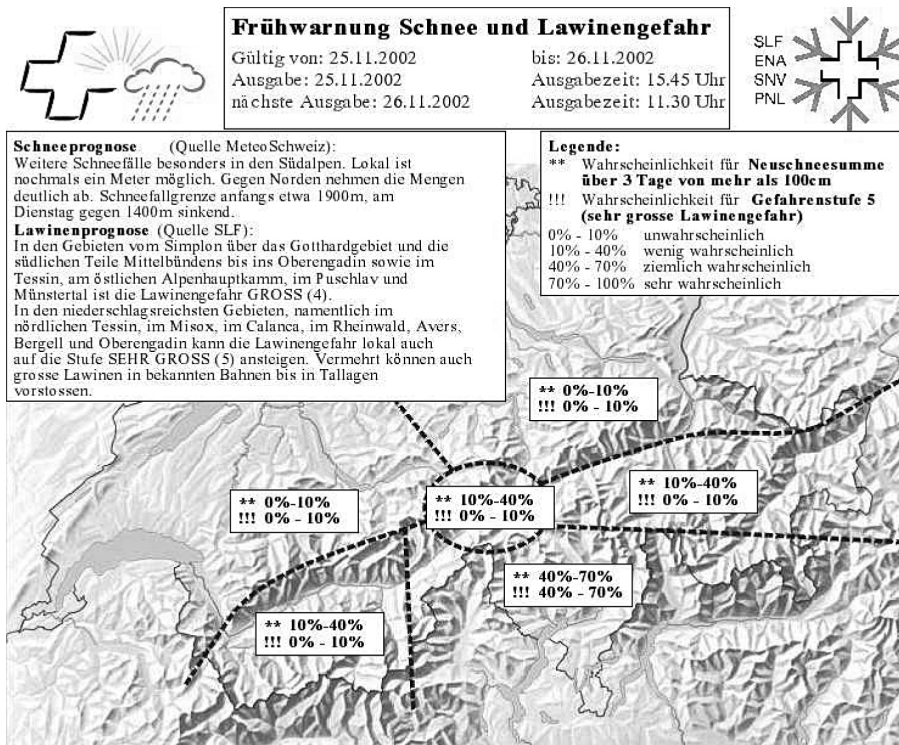 Frühwarnung Schnee und Lawinengefahr
Gültig von: 25.11.2002 bis: 26.11.2002
Ausgabe: 25.11.2002 Ausgabezeit: 15.45 Uhr
nächste Ausgabe: 26.11.2002 Ausgabezeit: 11.30 Uhr
SLF
ENA
SNV
PNL
Schneeprognose (Quelle MeteoSchweiz):
Weitere Schneefälle besonders in den Südalpen. Lokal ist
nochmals ein Meter möglich. Gegen Norden nehmen die Mengen
deutlich ab. Schneefallgrenze anfangs etwa 1900m, am
Dienstag gegen 1400m sinkend.
Lawinenprognose (Quelle SLF):
In den Gebieten vom Simplon über das Gotthardgebiet und die
südlichen Teile Mittelbündens bis ins Oberengadin sowie im
Tessin, am östlichen Alpenhauptkamm, im Puschlav und
Münstertal ist die Lawinengefahr GROSS (4).
In den niederschlagsreichsten Gebieten, namentlich im
nördlichen Tessin, im Misox, im Calanca, im Rheinwald, Avers,
Bergell und Oberengadin kann die Lawinengefahr lokal auch
auf die Stufe SEHR GROSS (5) ansteigen. Vermehrt können auch
grosse Lawinen in bekannten Bahnen bis in Tallagen
vorstossen.
Legende:
** Wahrscheinlichkeit für Neuschneesumme
über 3 Tage von mehr als 100cm
!!! Wahrscheinlichkeit für Gefahrenstufe 5
(sehr grosse Lawinengefahr)
0% - 10% unwahrscheinlich
10% - 40% wenig wahrscheinlich
40% - 70% ziemlich wahrscheinlich
70% - 100% sehr wahrscheinlich
** 0%-10%
!!! 0% - 10%
** 10%-40%
!!! 0% - 10%
** 10%-40%
!!! 0% - 10%
** 0%-10%
!!! 0% - 10%
** 40%-70%
!!! 40% - 70%
** 10%-40%
!!! 0% - 10%